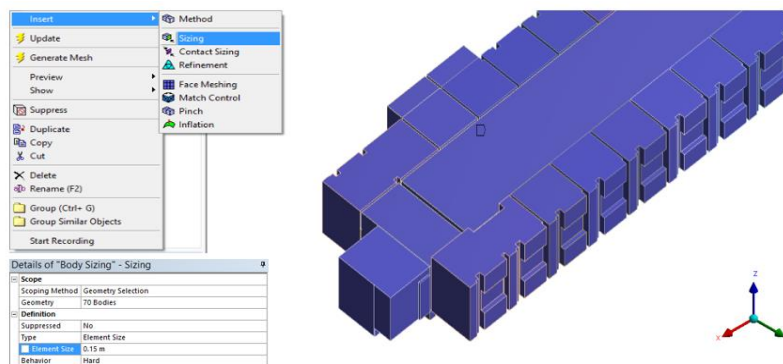 Insert
Method
Update
Sizing
Contact Sizing
Generate Mesh
Refinement
Preview
Face Meshing
Show
Match Control
Pinch
Suppress
Inflation
Duplicate
Copy
Cut
Delete
Rename (F2)
Group (Ctrl+ G)
Group Similar Objects
Start Recording
Details of "Body Sizing" - Sizing
Scope
Scoping Method Geometry Selection
Geometry 70 Bodies
Definition
Suppressed No
Type Element Size
Element Size 0.15 m
Behavior Hard
D
z
x